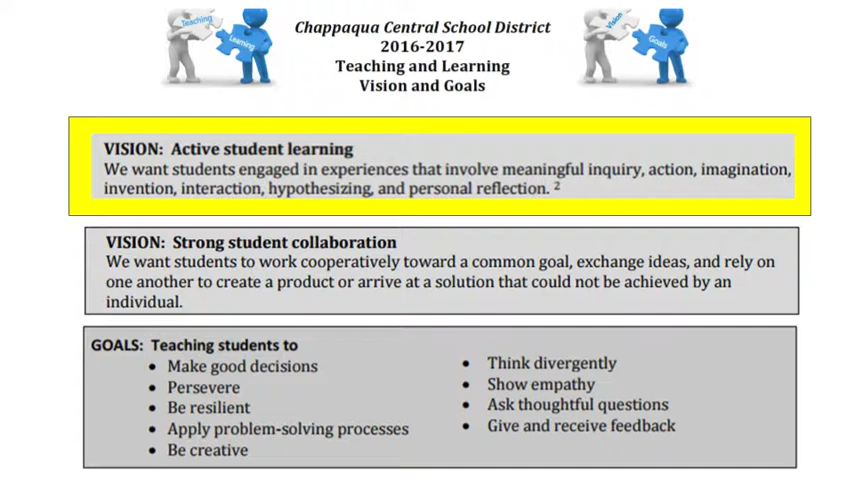 Teaching
Learning
Vision
Goals
Chappaqua Central School District
2016-2017
Teaching and Learning
Vision and Goals
VISION: Active student learning
We want students engaged in experiences that involve meaningful inquiry, action, imagination,
invention, interaction, hypothesizing, and personal reflection. 2
VISION: Strong student collaboration
We want students to work cooperatively toward a common goal, exchange ideas, and rely on
one another to create a product or arrive at a solution that could not be achieved by an
individual.
GOALS: Teaching students to
• Make good decisions
• Persevere
• Be resilient
• Apply problem-solving processes
• Be creative
• Think divergently
• Show empathy
• Ask thoughtful questions
• Give and receive feedback